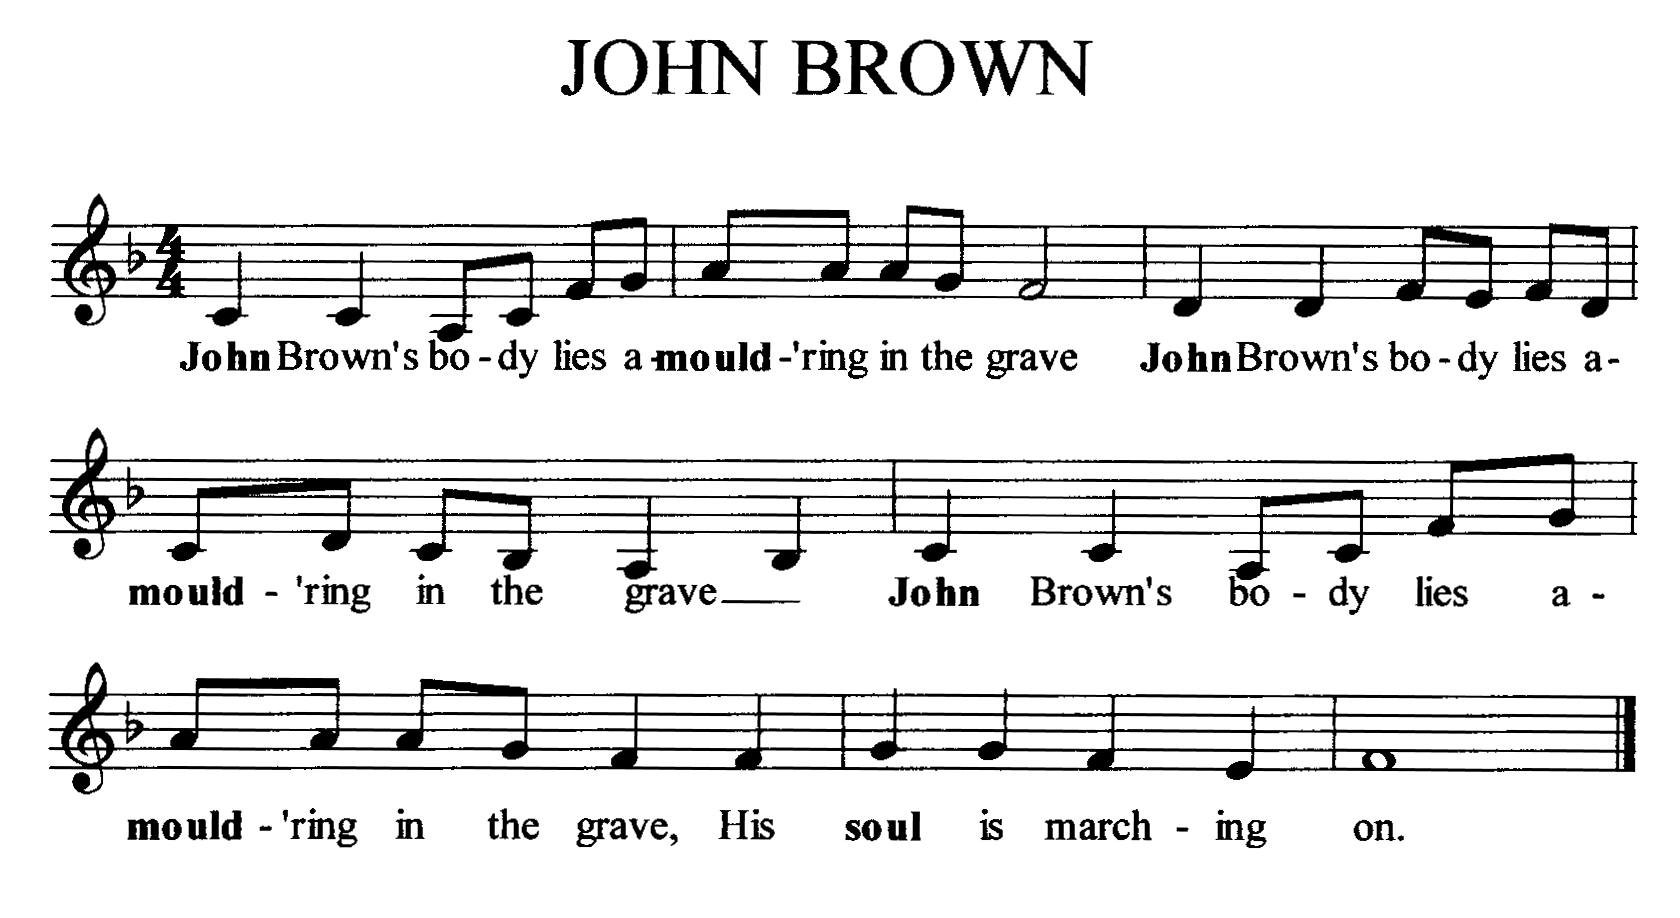 JOHN BROWN
4
4
John Brown's bo - dy lies a - mould - 'ring in the grave John Brown's bo - dy lies a -
mould - 'ring in the grave___ John Brown's bo - dy lies a -
mould - 'ring in the grave, His soul is march - ing on.